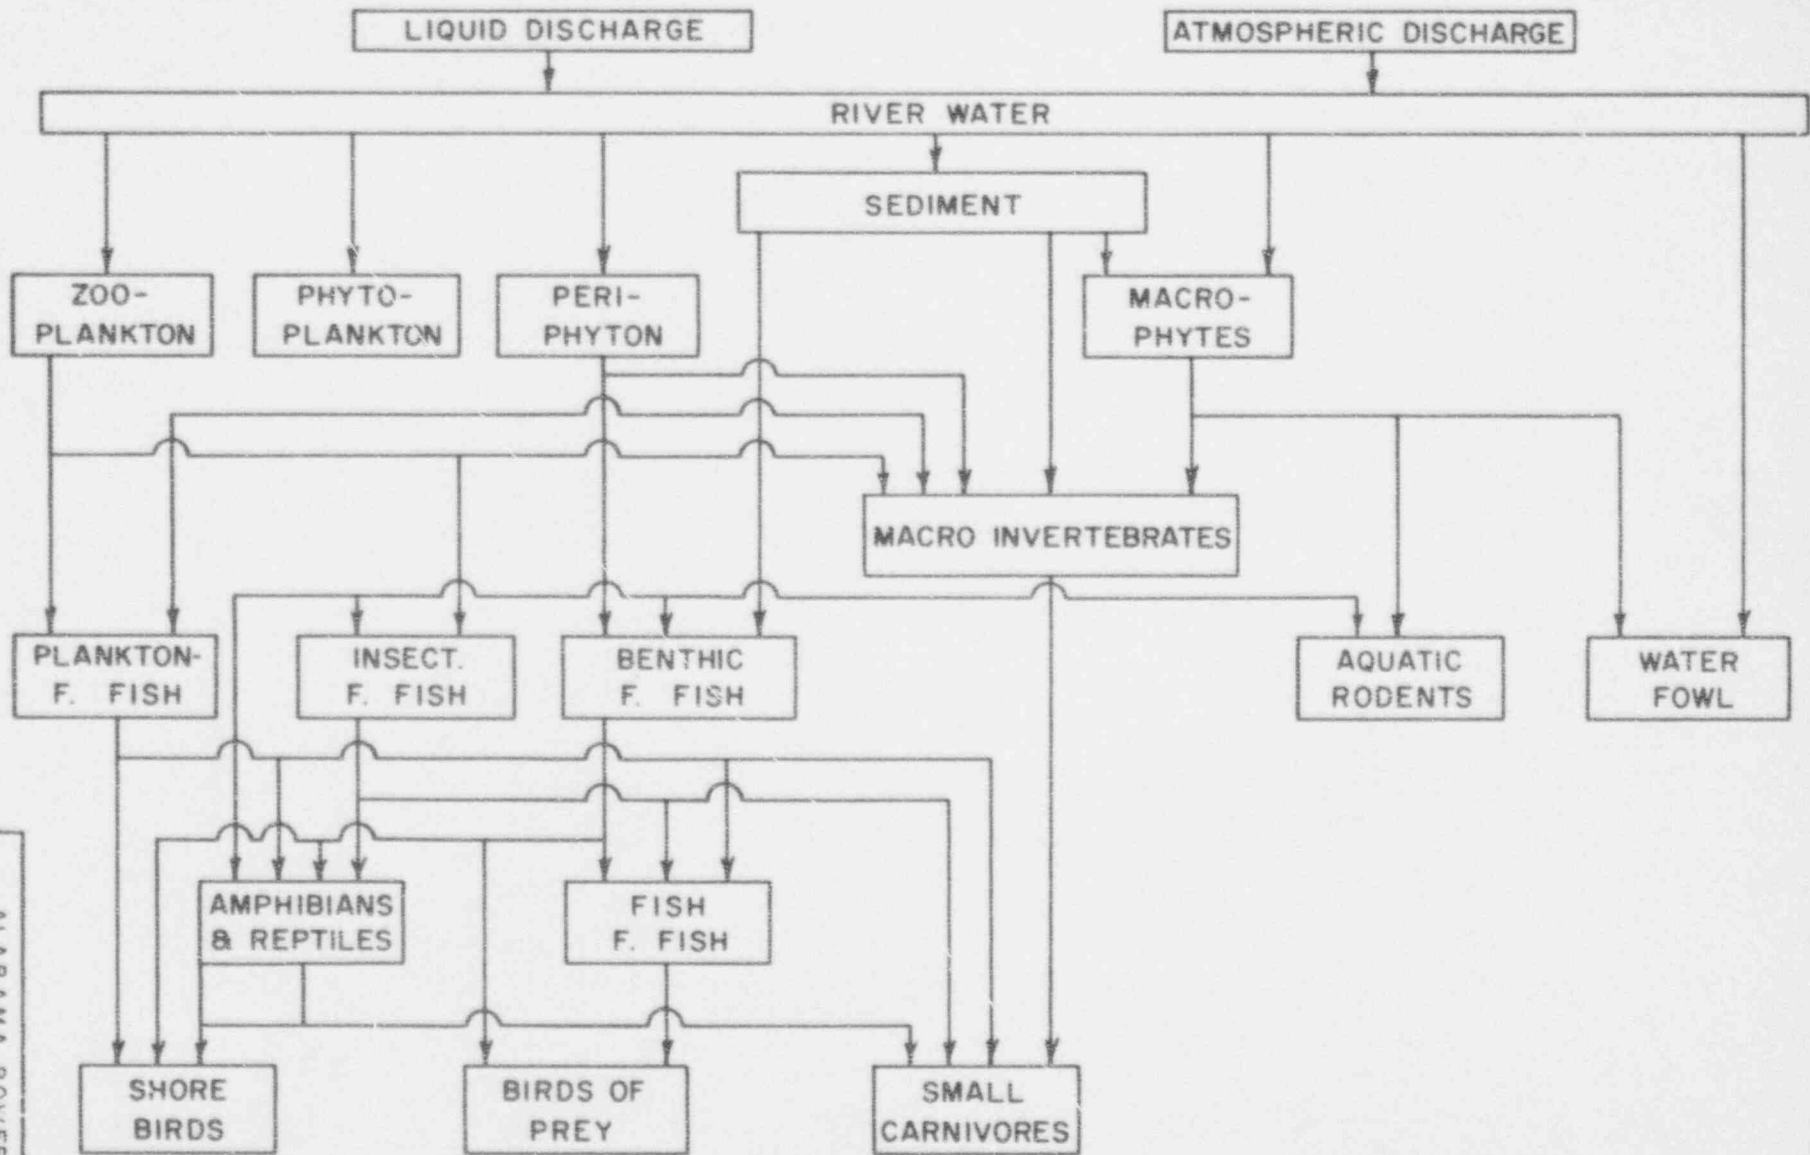 LIQUID DISCHARGE
ATMOSPHERIC DISCHARGE
RIVER WATER
SEDIMENT
ZOO-
PLANKTON
PHYTO-
PLANKTON
PERI-
PHYTON
MACRO-
PHYTES
MACRO INVERTEBRATES
PLANKTON-
F. FISH
INSECT.
F. FISH
BENTHIC
F. FISH
AQUATIC
RODENTS
WATER
FOWL
AMPHIBIANS
& REPTILES
FISH
F. FISH
SHORE
BIRDS
BIRDS OF
PREY
SMALL
CARNIVORES
ALABAMA POWER